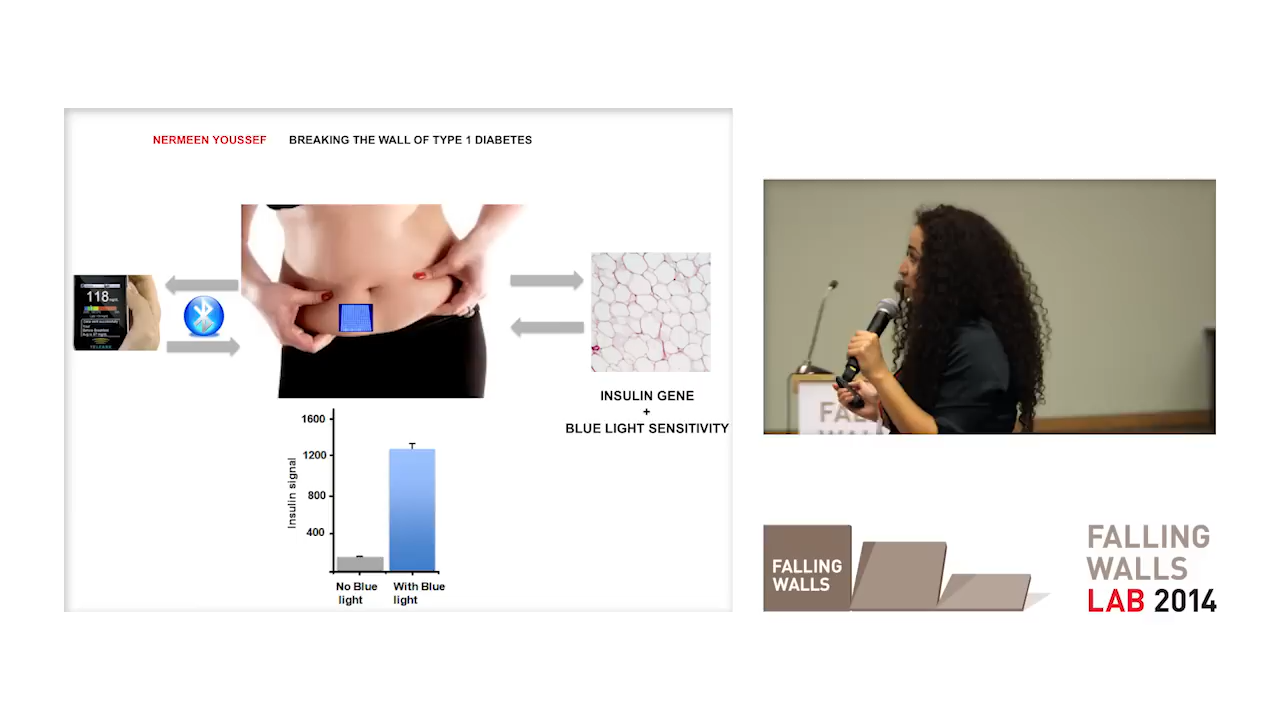 NERMEEN YOUSSEF BREAKING THE WALL OF TYPE 1 DIABETES
118
INSULIN GENE
+
BLUE LIGHT SENSITIVITY
Insulin signal
1600
1200
800
400
No Blue
light
With Blue
light
FALLING
WALLS
FALLING
WALLS
LAB 2014